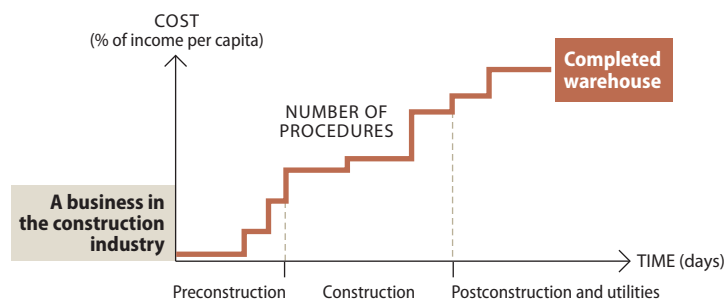 COST
(% of income per capita)
Completed
warehouse
NUMBER OF
PROCEDURES
A business in
the construction
industry
TIME (days)
Preconstruction
Construction
Postconstruction and utilities